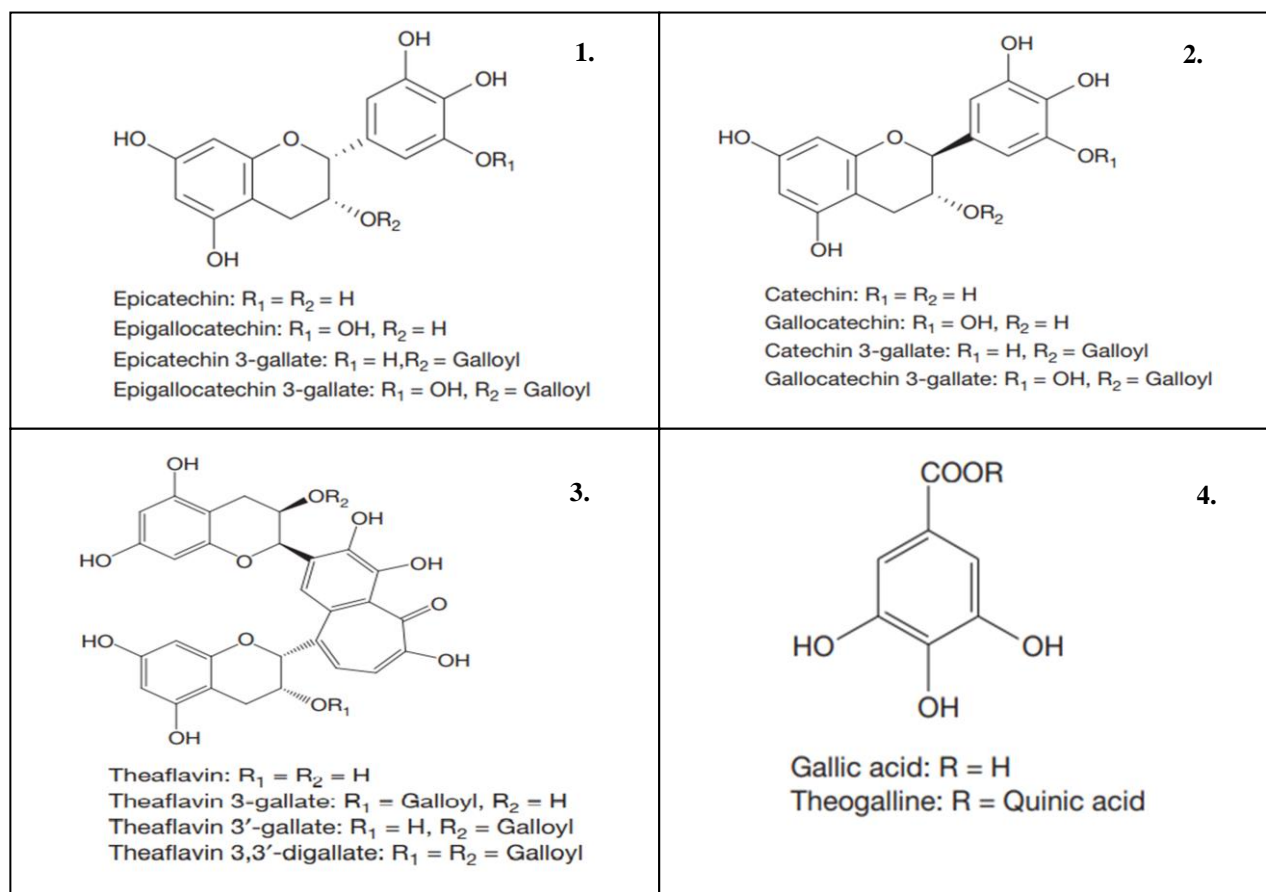 1.
OH
OH
HO
O
OR₁
OR₂
OH
Epicatechin: R₁ = R₂ = H
Epigallocatechin: R₁ = OH, R₂ = H
Epicatechin 3-gallate: R₁ = H,R₂ = Galloyl
Epigallocatechin 3-gallate: R₁ = OH, R₂ = Galloyl
2.
OH
OH
HO
O
OR₁
OR₂
OH
Catechin: R₁ = R₂ = H
Gallocatechin: R₁ = OH, R₂ = H
Catechin 3-gallate: R₁ = H, R₂ = Galloyl
Gallocatechin 3-gallate: R₁ = OH, R₂ = Galloyl
3.
OH
OR₂
OH
HO
O
OH
O
HO
O
OH
OR₁
OH
Theaflavin: R₁ = R₂ = H
Theaflavin 3-gallate: R₁ = Galloyl, R₂ = H
Theaflavin 3′-gallate: R₁ = H, R₂ = Galloyl
Theaflavin 3,3′-digallate: R₁ = R₂ = Galloyl
4.
COOR
HO
OH
OH
Gallic acid: R = H
Theogalline: R = Quinic acid